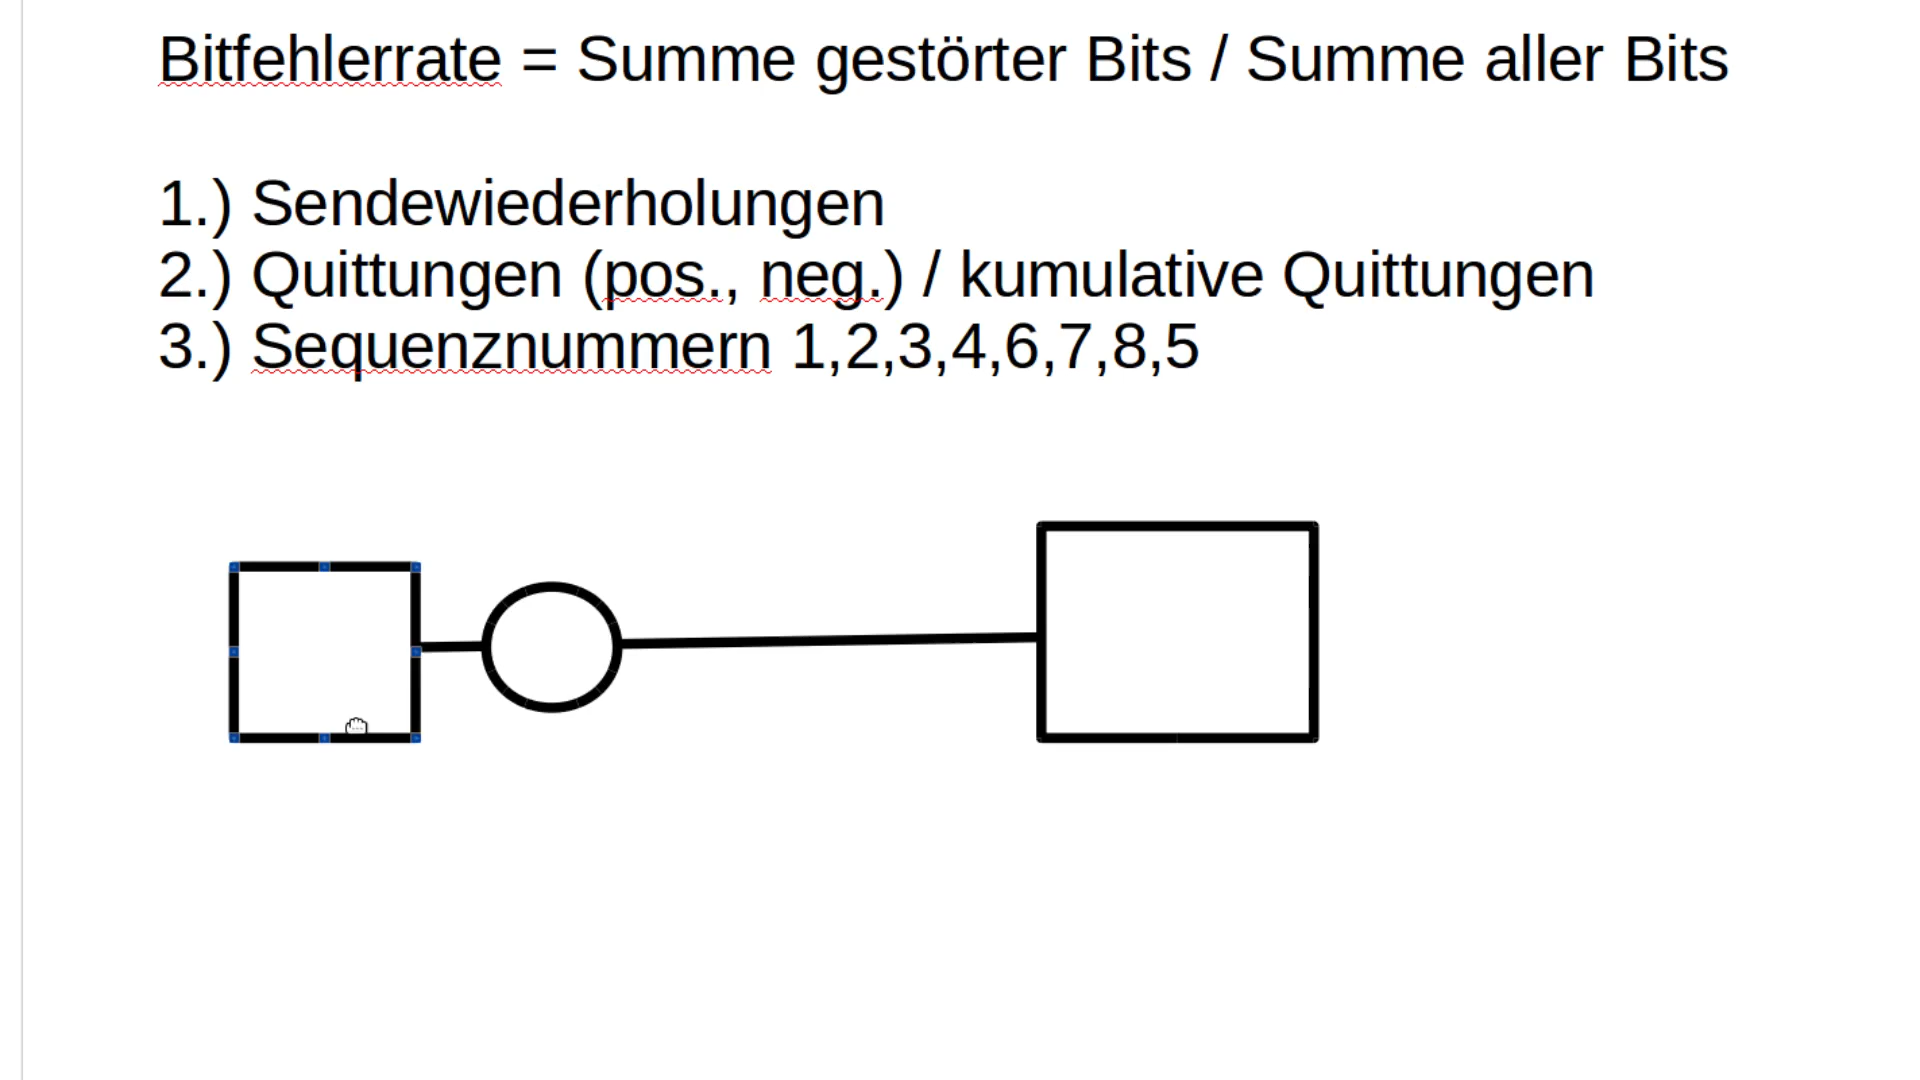 Bitfehlerrate = Summe gestörter Bits / Summe aller Bits
1.) Sendewiederholungen
2.) Quittungen (pos., neg.) / kumulative Quittungen
3.) Sequenznummern 1,2,3,4,6,7,8,5